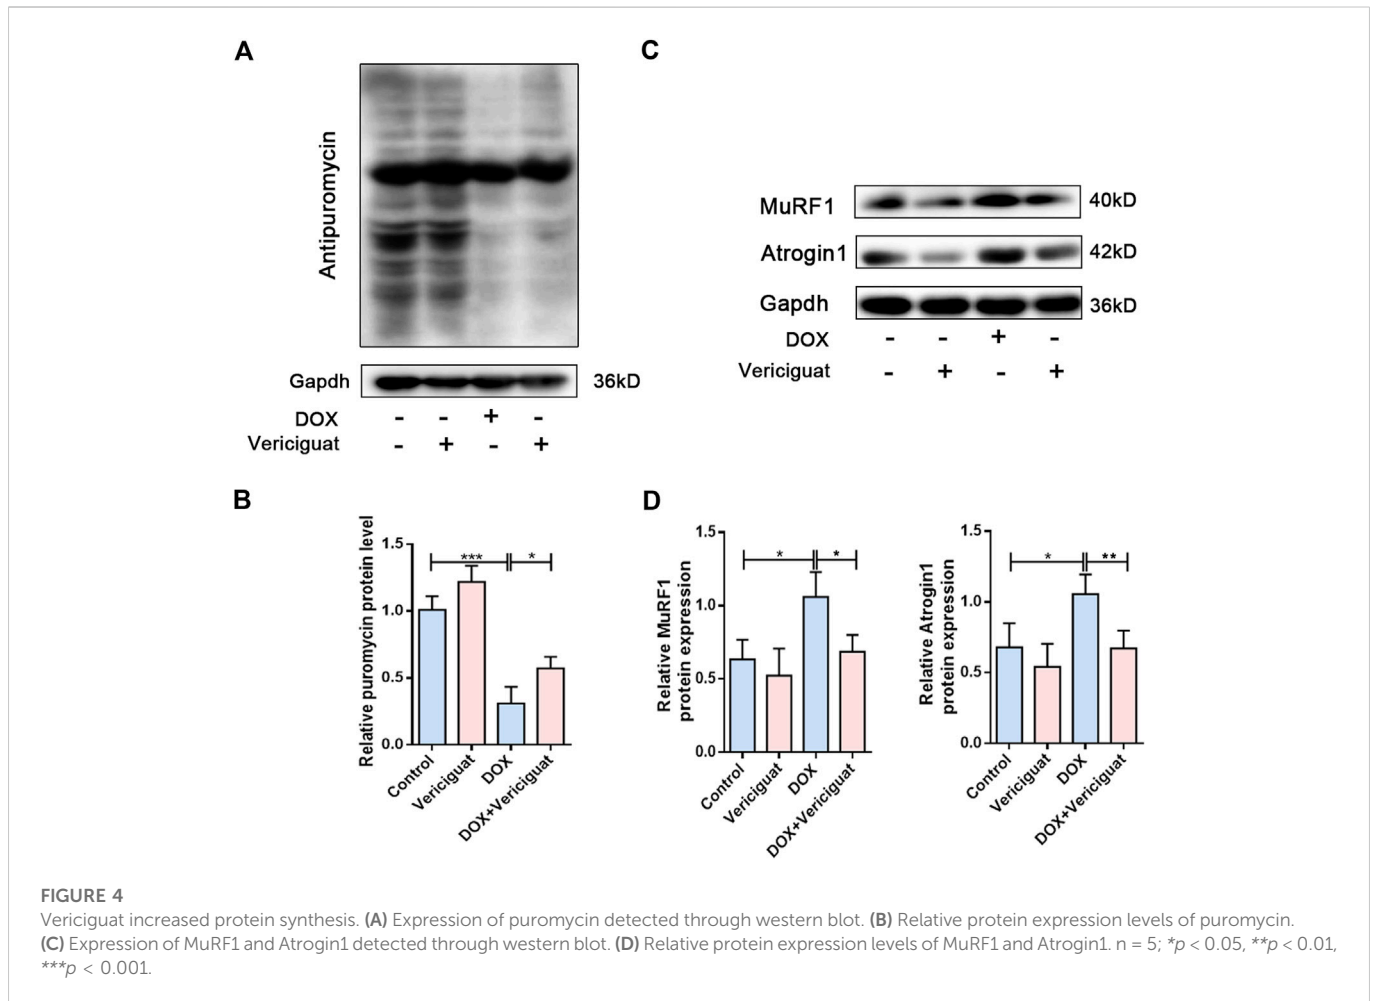 A
Antipuromycin
Gapdh 36kD
DOX - - + -
Vericiguat - + - +
C
MuRF1 40kD
Atrogin1 42kD
Gapdh 36kD
DOX - - + -
Vericiguat - + - +
B
Relative puromycin protein level
1.5
1.0
0.5
0.0
*** *
Control
Vericiguat
DOX
DOX+Vericiguat
D
Relative MuRF1
protein expression
1.5
1.0
0.5
0.0
* *
Control
Vericiguat
DOX
DOX+Vericiguat
Relative Atrogin1
protein expression
1.5
1.0
0.5
0.0
* **
Control
Vericiguat
DOX
DOX+Vericiguat
FIGURE 4
Vericiguat increased protein synthesis. (A) Expression of puromycin detected through western blot. (B) Relative protein expression levels of puromycin.
(C) Expression of MuRF1 and Atrogin1 detected through western blot. (D) Relative protein expression levels of MuRF1 and Atrogin1. n = 5; *p < 0.05, **p < 0.01,
***p < 0.001.